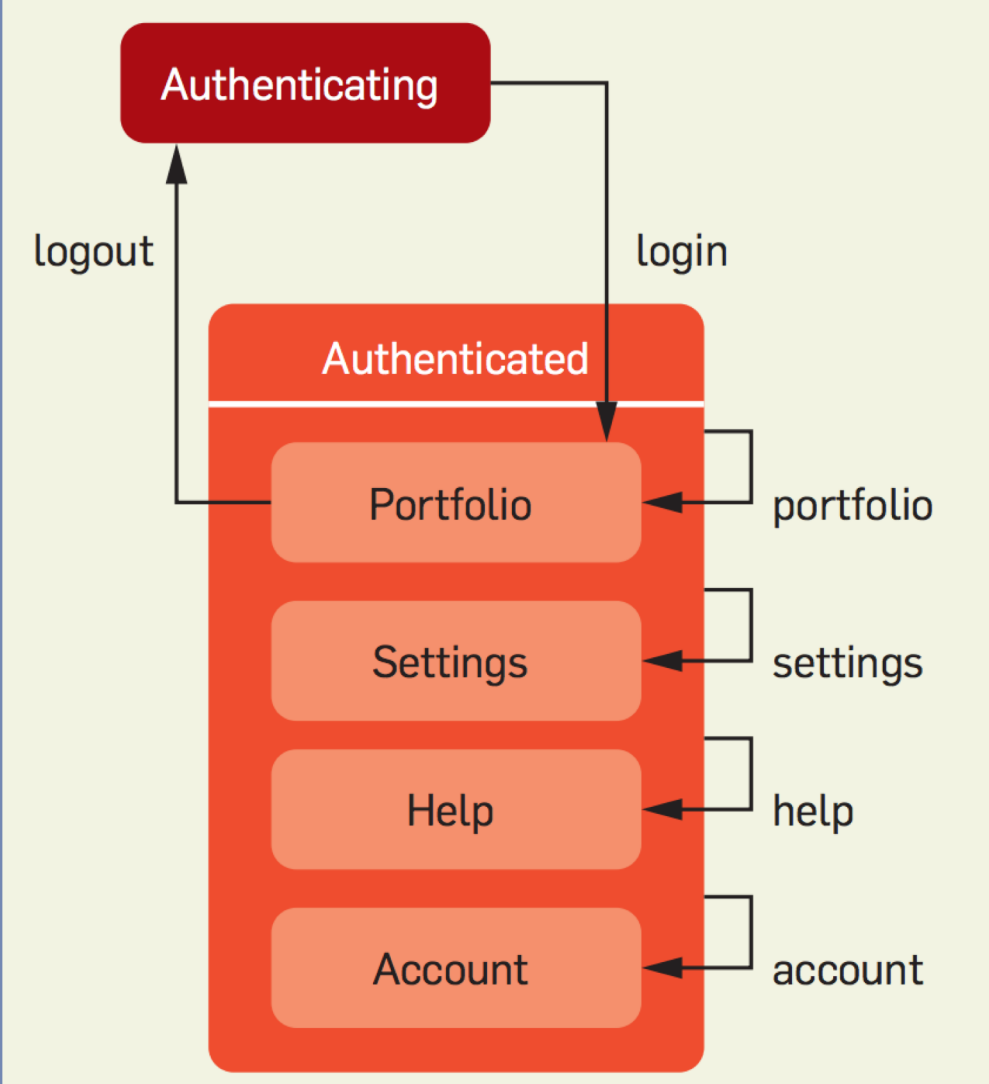 Authenticating
logout
login
Authenticated
Portfolio
portfolio
Settings
settings
Help
help
Account
account